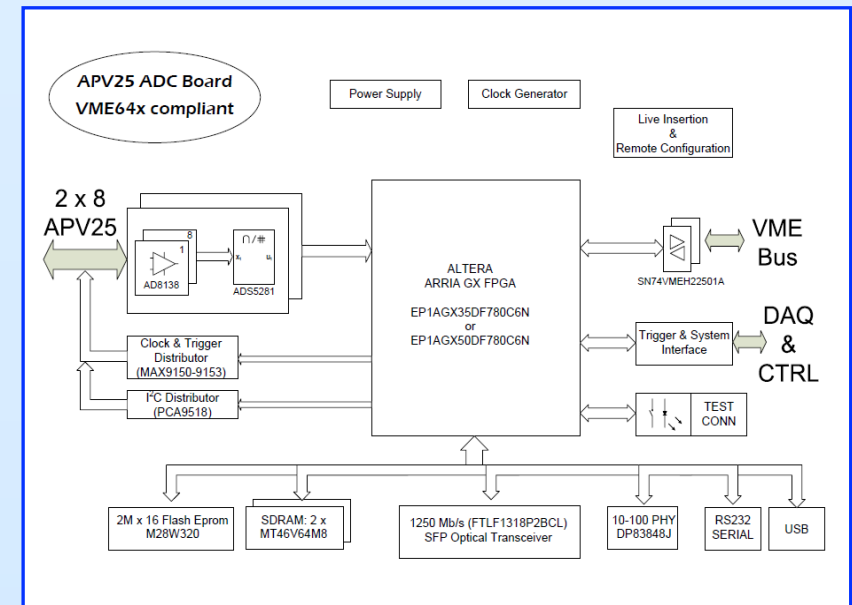 APV25 ADC Board
VME64x compliant
Power Supply
Clock Generator
Live Insertion
&
Remote Configuration
2 x 8
APV25
8
1
AD8138
∩/#
x₁
u₁
ADS5281
ALTERA
ARRIA GX FPGA
EP1AGX35DF780C6N
or
EP1AGX50DF780C6N
SN74VMEH22501A
VME
Bus
Clock & Trigger
Distributor
(MAX9150-9153)
I²C Distributor
(PCA9518)
Trigger & System
Interface
DAQ
&
CTRL
TEST
CONN
2M x 16 Flash Eprom
M28W320
SDRAM: 2 x
MT46V64M8
1250 Mb/s (FTLF1318P2BCL)
SFP Optical Transceiver
10-100 PHY
DP83848J
RS232
SERIAL
USB